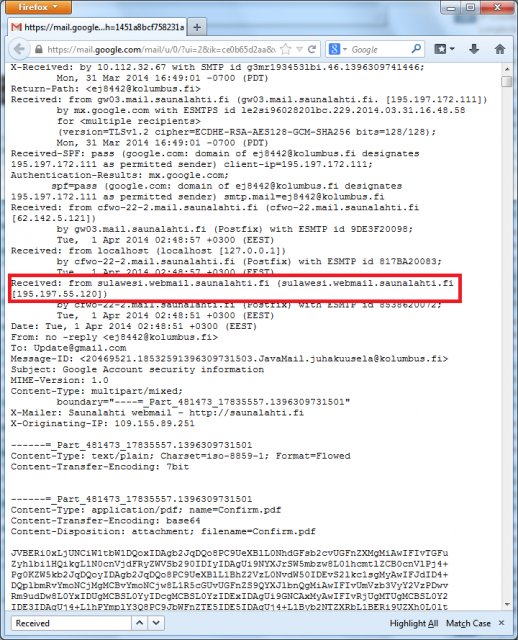 Firefox
https://mail.google....h=1451a8bcf758231a
https://mail.google.com/mail/u/0/?ui=2&ik=ce0b65d2aa&v
Google
X-Received: by 10.112.32.67 with SMTP id g3mr1934531bi.46.1396309741446;
Mon, 31 Mar 2014 16:49:01 -0700 (PDT)
Return-Path: <ej8442@kolumbus.fi>
Received: from gw03.mail.saunalahti.fi (gw03.mail.saunalahti.fi. [195.197.172.111])
by mx.google.com with ESMTPS id le2si9602820lbc.229.2014.03.31.16.48.58
for <multiple recipients>
(version=TLSv1.2 cipher=ECDHE-RSA-AES128-GCM-SHA256 bits=128/128);
Mon, 31 Mar 2014 16:49:01 -0700 (PDT)
Received-SPF: pass (google.com: domain of ej8442@kolumbus.fi designates
195.197.172.111 as permitted sender) client-ip=195.197.172.111;
Authentication-Results: mx.google.com;
spf=pass (google.com: domain of ej8442@kolumbus.fi designates
195.197.172.111 as permitted sender) smtp.mail=ej8442@kolumbus.fi
Received: from cfwo-22-2.mail.saunalahti.fi (cfwo-22-2.mail.saunalahti.fi
[62.142.5.121])
by gw03.mail.saunalahti.fi (Postfix) with ESMTP id 9DE3F20098;
Tue, 1 Apr 2014 02:48:57 +0300 (EEST)
Received: from localhost (localhost [127.0.0.1])
by cfwo-22-2.mail.saunalahti.fi (Postfix) with ESMTP id 817BA20083;
Tue, 1 Apr 2014 02:48:57 +0300 (EEST)
Received: from sulawesi.webmail.saunalahti.fi (sulawesi.webmail.saunalahti.fi
[195.197.55.120])
by cfwo-22-2.mail.saunalahti.fi (Postfix) with ESMTP id 8538620072;
Tue, 1 Apr 2014 02:48:51 +0300 (EEST)
Date: Tue, 1 Apr 2014 02:48:51 +0300 (EEST)
From: no -reply <ej8442@kolumbus.fi>
To: Update@gmail.com
Message-ID: <20469521.18532591396309731503.JavaMail.juhakuusela@kolumbus.fi>
Subject: Google Account security information
MIME-Version: 1.0
Content-Type: multipart/mixed;
boundary="----=_Part_481473_17835557.1396309731501"
X-Mailer: Saunalahti webmail - http://saunalahti.fi
X-Originating-IP: 109.155.89.251
------=_Part_481473_17835557.1396309731501
Content-Type: text/plain; Charset=iso-8859-1; Format=Flowed
Content-Transfer-Encoding: 7bit
------=_Part_481473_17835557.1396309731501
Content-Type: application/pdf; name=Confirm.pdf
Content-Transfer-Encoding: base64
Content-Disposition: attachment; filename=Confirm.pdf
Received
Highlight All Match Case